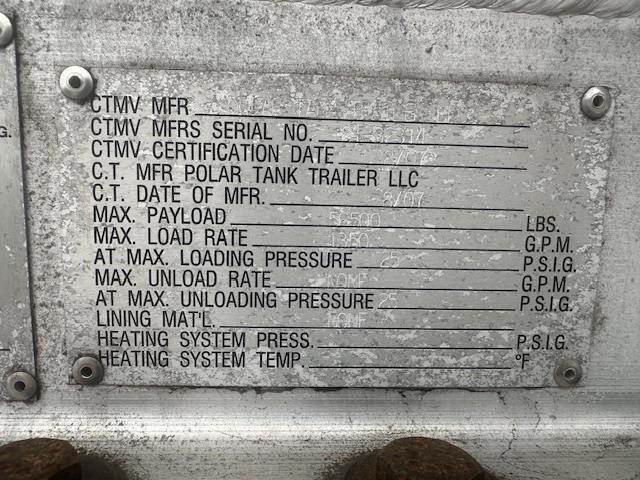 CTMV MFR
G.
CTMV MFRS SERIAL NO.
CTMV CERTIFICATION DATE
C.T. MFR POLAR TANK TRAILER LLC
C.T. DATE OF MFR. 8/07
MAX. PAYLOAD 56500 LBS.
MAX. LOAD RATE 1350 G.P.M.
AT MAX. LOADING PRESSURE 25 P.S.I.G.
MAX. UNLOAD RATE NONE G.P.M.
AT MAX. UNLOADING PRESSURE 25 P.S.I.G.
LINING MAT'L. NONE
HEATING SYSTEM PRESS. P.S.I.G.
HEATING SYSTEM TEMP. °F